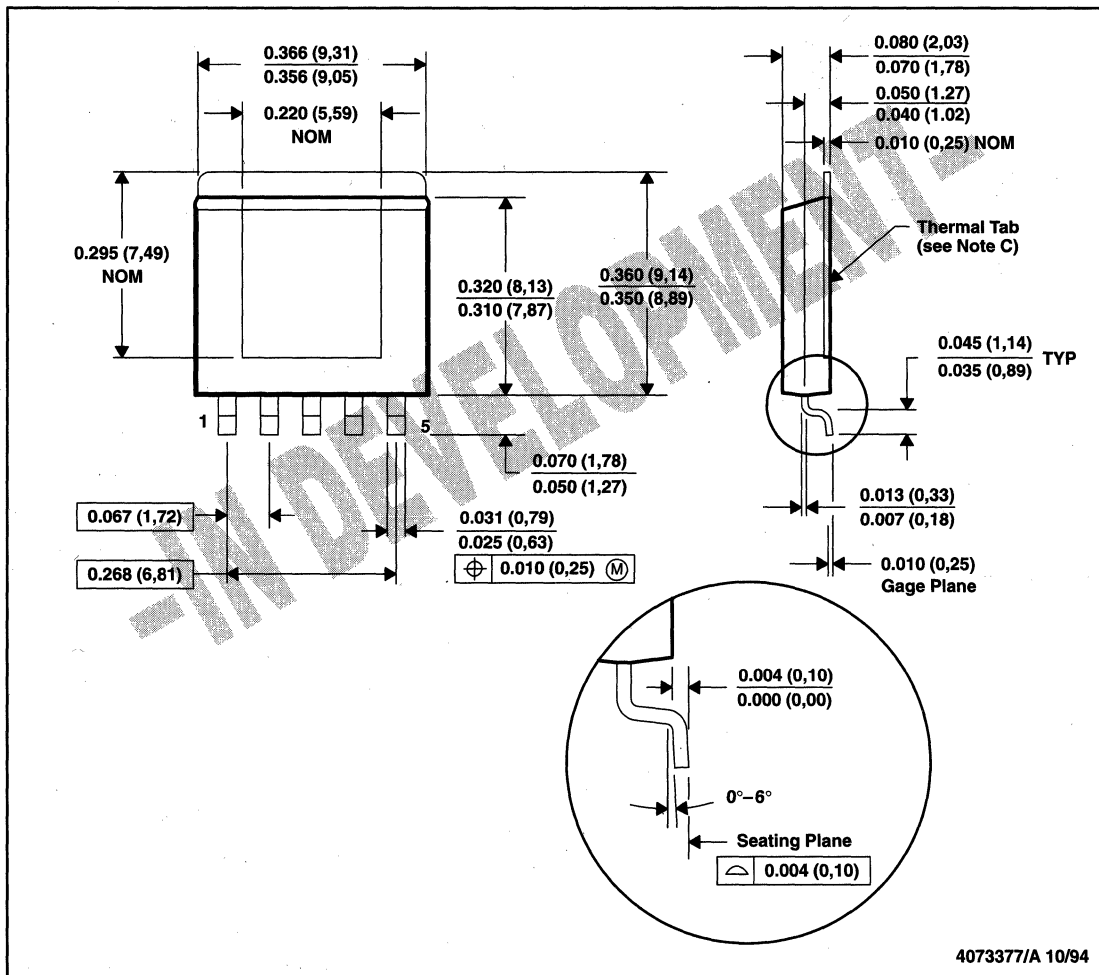 0.366 (9,31)
0.356 (9,05)
0.220 (5,59)
NOM
0.080 (2,03)
0.070 (1,78)
0.050 (1.27)
0.040 (1.02)
0.010 (0,25) NOM
Thermal Tab
(see Note C)
0.295 (7,49)
NOM
0.320 (8,13)
0.310 (7,87)
0.360 (9,14)
0.350 (8,89)
0.045 (1,14)
0.035 (0,89)
TYP
1
5
0.070 (1,78)
0.050 (1,27)
0.067 (1,72)
0.031 (0,79)
0.025 (0,63)
0.013 (0,33)
0.007 (0,18)
0.268 (6,81)
0.010 (0,25) Ⓜ
0.010 (0,25)
Gage Plane
–IN DEVELOPMENT–
0.004 (0,10)
0.000 (0,00)
0°–6°
Seating Plane
0.004 (0,10)
4073377/A 10/94